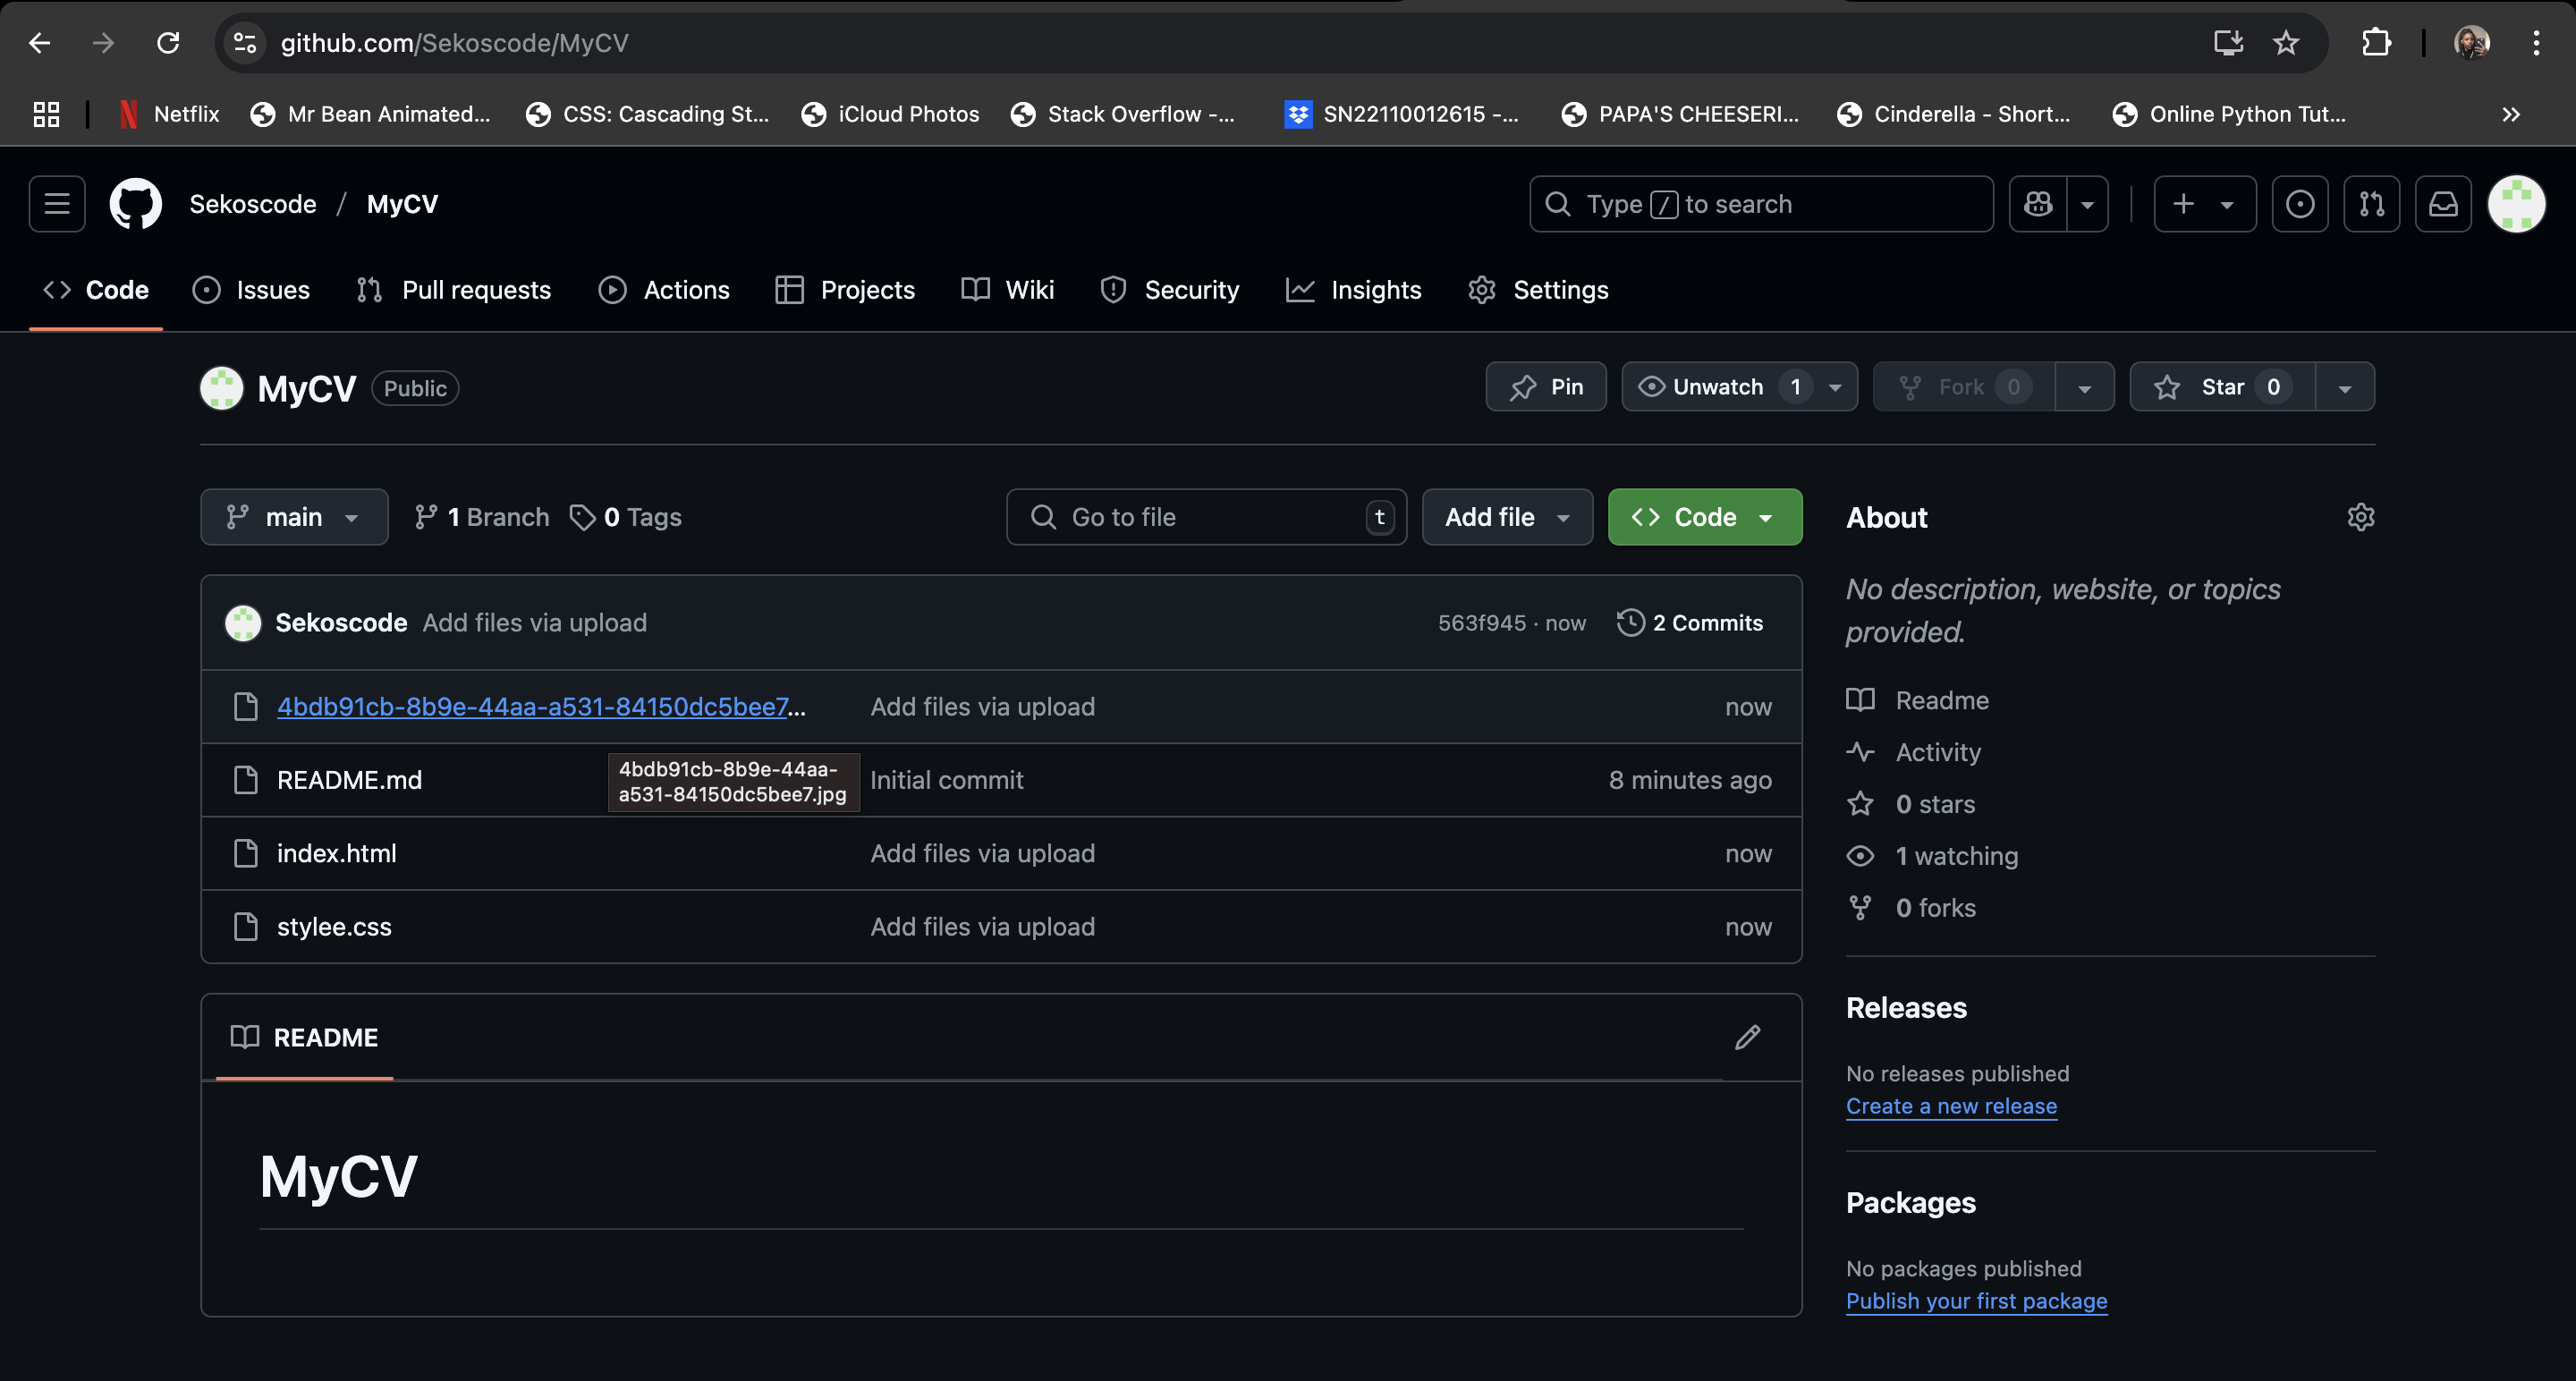 github.com/Sekoscode/MyCV
Netflix
Mr Bean Animated...
CSS: Cascading St...
iCloud Photos
Stack Overflow -...
SN22110012615 -...
PAPA'S CHEESERI...
Cinderella - Short...
Online Python Tut...
Sekoscode / MyCV
Type / to search
Code
Issues
Pull requests
Actions
Projects
Wiki
Security
Insights
Settings
MyCV
Public
Pin
Unwatch 1
Fork 0
Star 0
main
1 Branch
0 Tags
Go to file
t
Add file
Code
Sekoscode Add files via upload
563f945 · now
2 Commits
4bdb91cb-8b9e-44aa-a531-84150dc5bee7...
Add files via upload
now
README.md
4bdb91cb-8b9e-44aa-
a531-84150dc5bee7.jpg
Initial commit
8 minutes ago
index.html
Add files via upload
now
stylee.css
Add files via upload
now
README
MyCV
About
No description, website, or topics
provided.
Readme
Activity
0 stars
1 watching
0 forks
Releases
No releases published
Create a new release
Packages
No packages published
Publish your first package